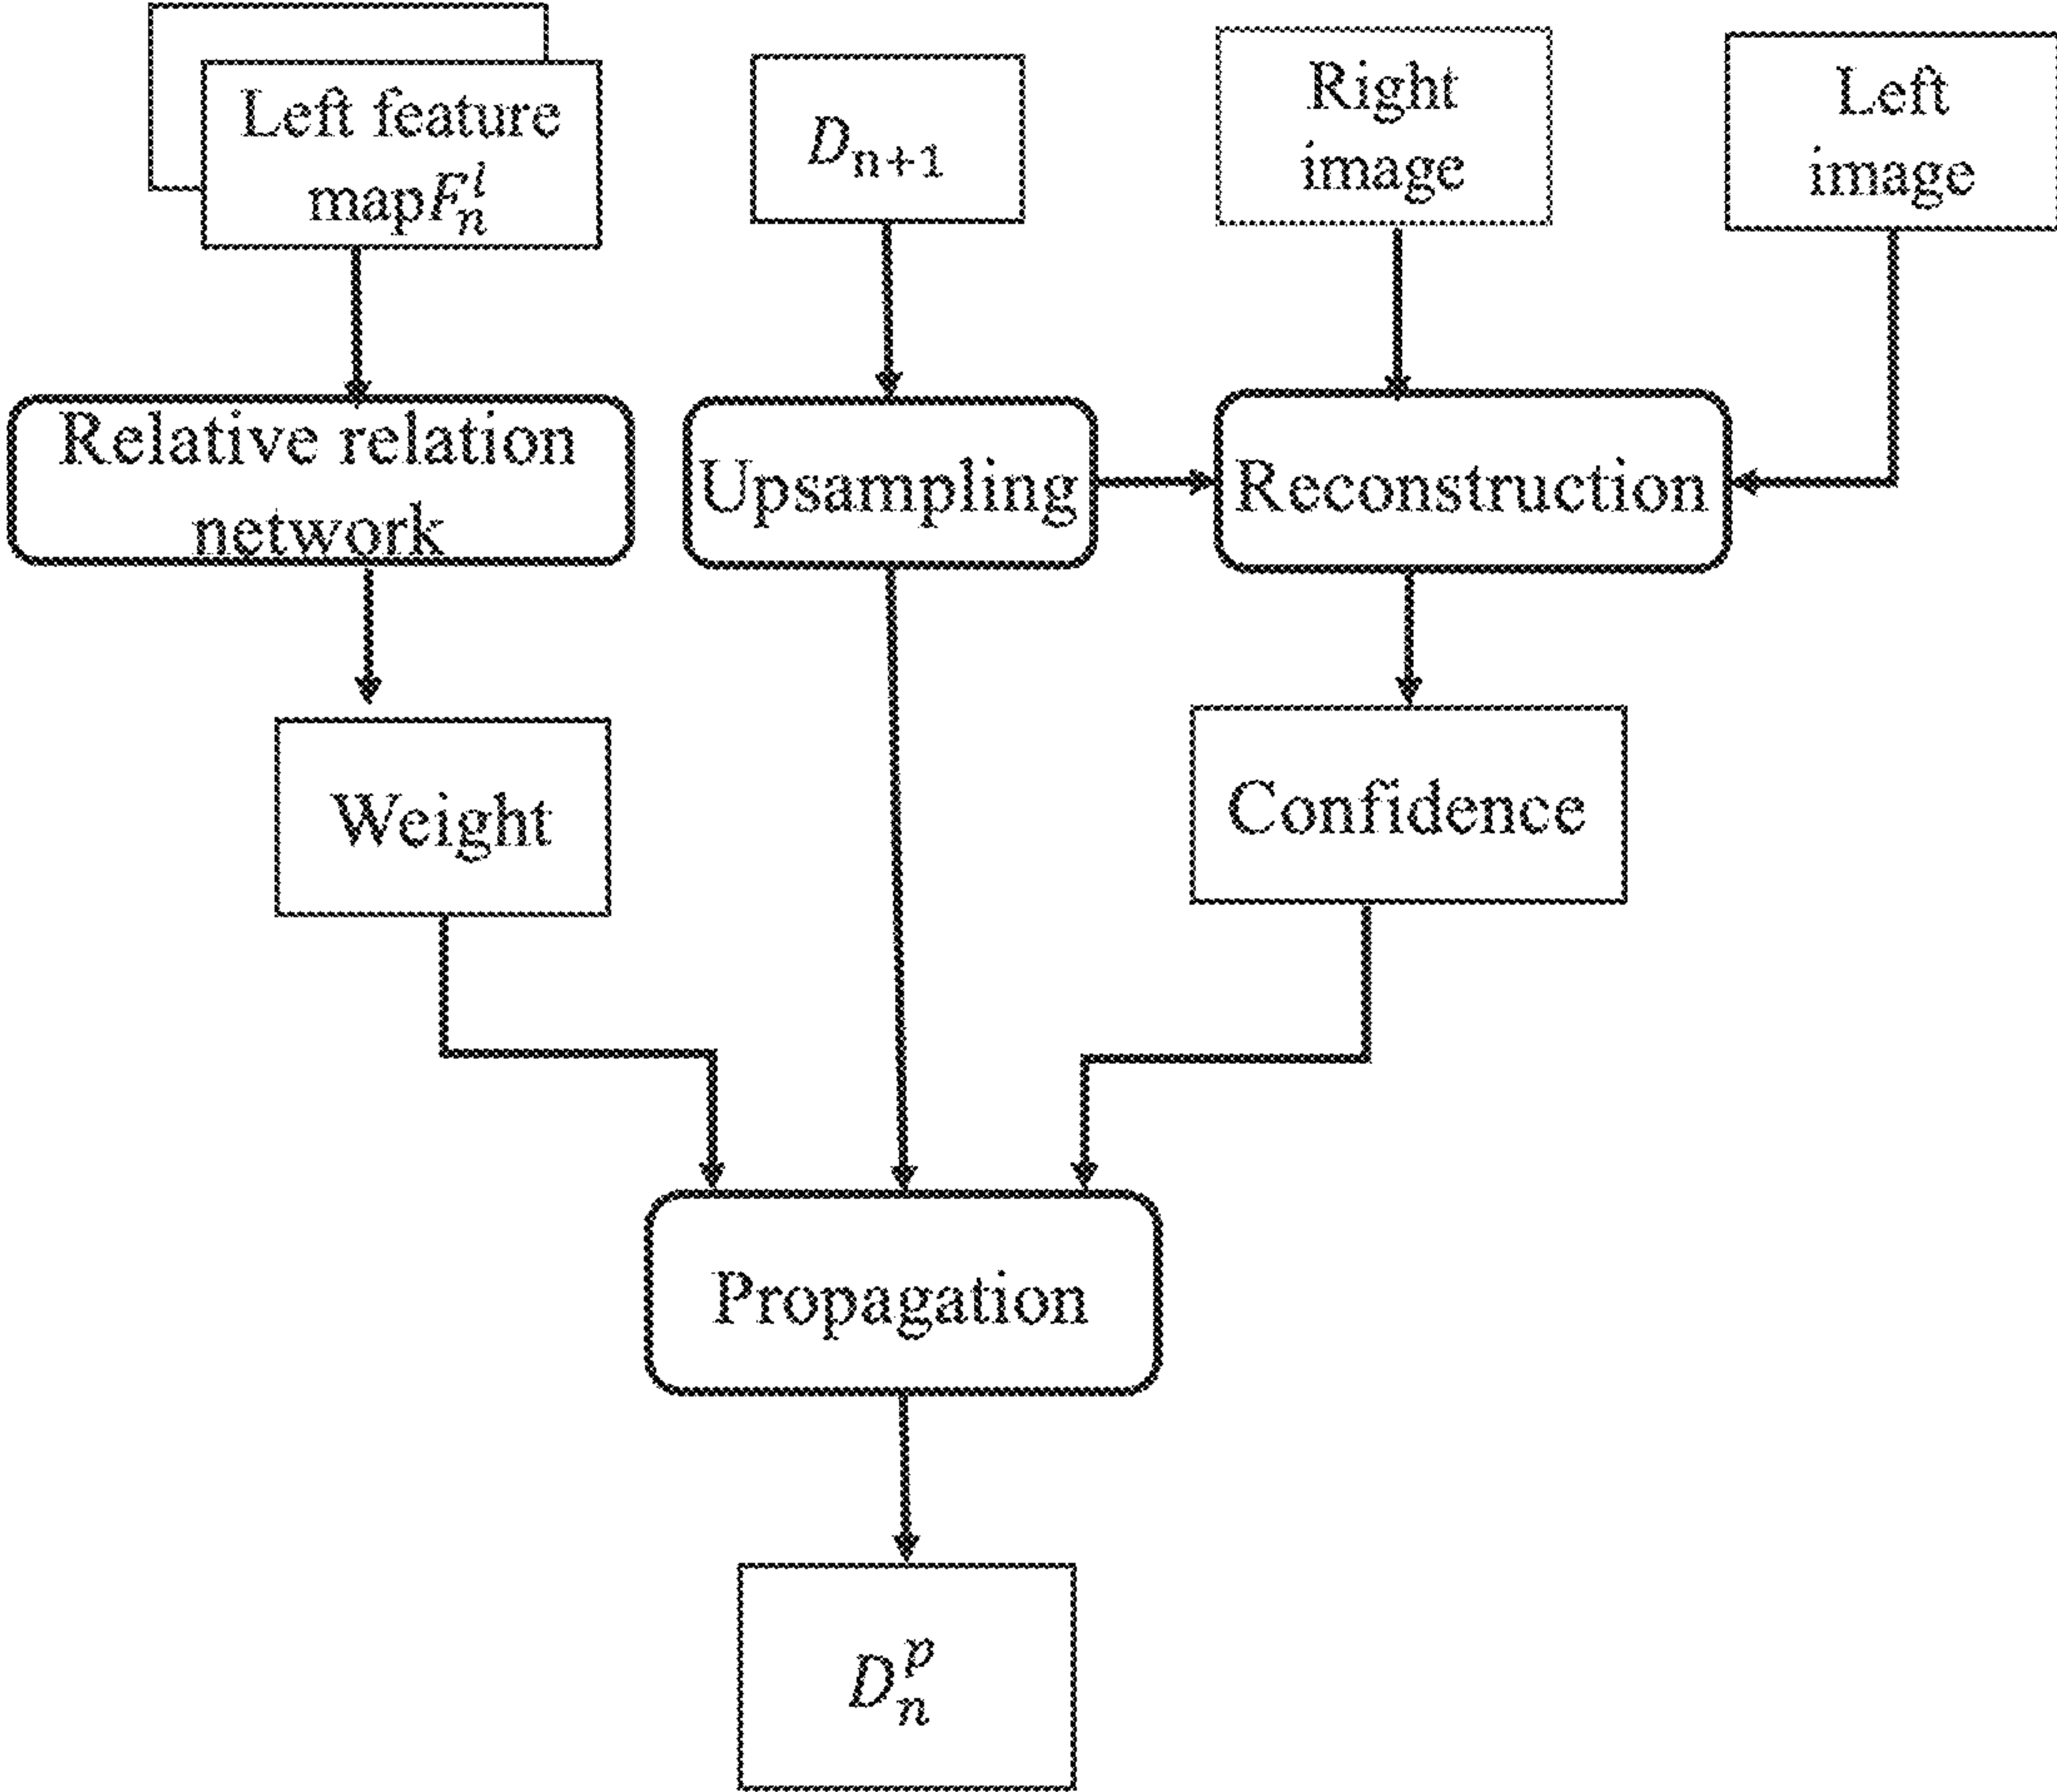 Left feature
map$F_n^l$
$D_{n+1}$
Right
image
Left
image
Relative relation
network
Upsampling
Reconstruction
Weight
Confidence
Propagation
$D_n^p$